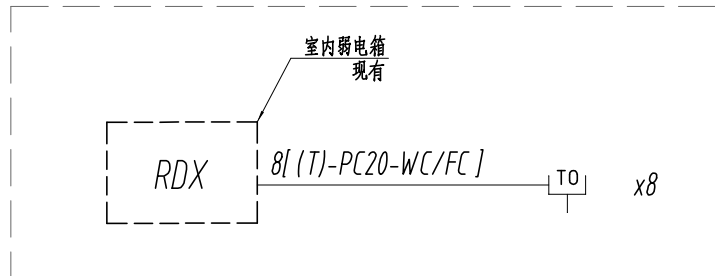 室内弱电箱
现有
RDX
8[(T)-PC20-WC/FC]
TO
x8